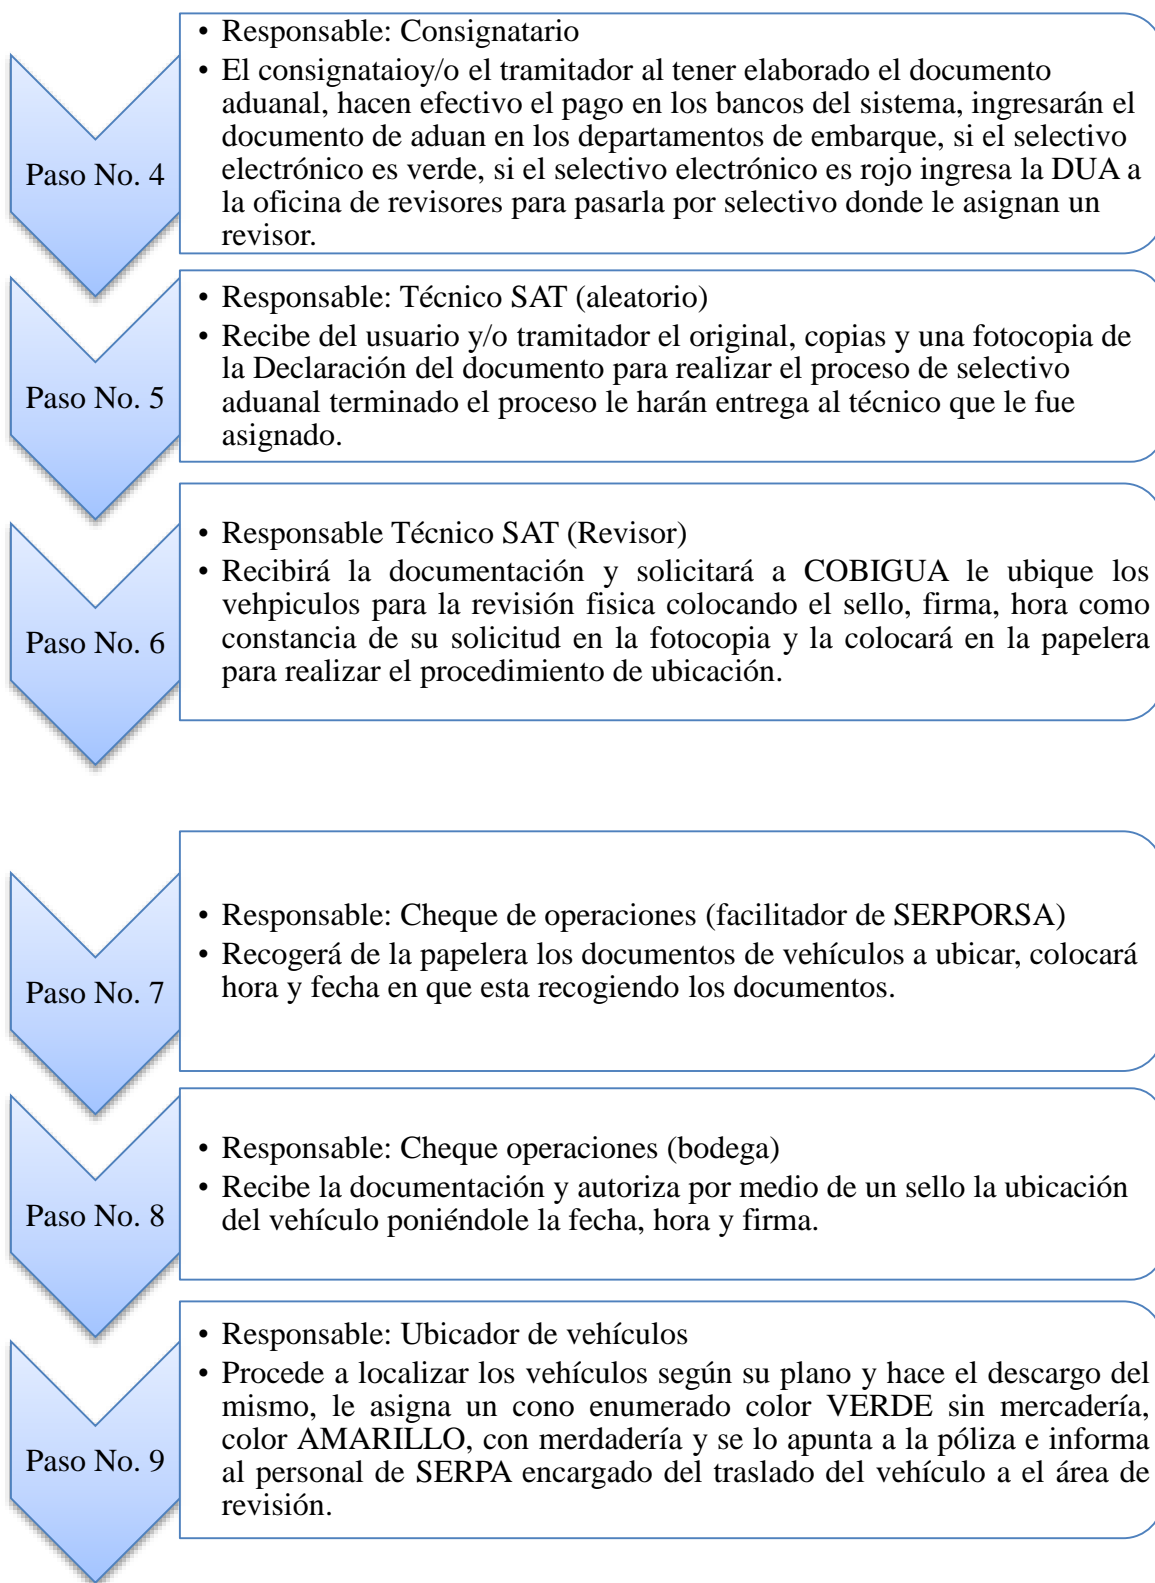 Paso No. 4
• Responsable: Consignatario
• El consignataioy/o el tramitador al tener elaborado el documento
aduanal, hacen efectivo el pago en los bancos del sistema, ingresarán el
documento de aduan en los departamentos de embarque, si el selectivo
electrónico es verde, si el selectivo electrónico es rojo ingresa la DUA a
la oficina de revisores para pasarla por selectivo donde le asignan un
revisor.
Paso No. 5
• Responsable: Técnico SAT (aleatorio)
• Recibe del usuario y/o tramitador el original, copias y una fotocopia de
la Declaración del documento para realizar el proceso de selectivo
aduanal terminado el proceso le harán entrega al técnico que le fue
asignado.
Paso No. 6
• Responsable Técnico SAT (Revisor)
• Recibirá la documentación y solicitará a COBIGUA le ubique los
vehpiculos para la revisión fisica colocando el sello, firma, hora como
constancia de su solicitud en la fotocopia y la colocará en la papelera
para realizar el procedimiento de ubicación.
Paso No. 7
• Responsable: Cheque de operaciones (facilitador de SERPORSA)
• Recogerá de la papelera los documentos de vehículos a ubicar, colocará
hora y fecha en que esta recogiendo los documentos.
Paso No. 8
• Responsable: Cheque operaciones (bodega)
• Recibe la documentación y autoriza por medio de un sello la ubicación
del vehículo poniéndole la fecha, hora y firma.
Paso No. 9
• Responsable: Ubicador de vehículos
• Procede a localizar los vehículos según su plano y hace el descargo del
mismo, le asigna un cono enumerado color VERDE sin mercadería,
color AMARILLO, con merdadería y se lo apunta a la póliza e informa
al personal de SERPA encargado del traslado del vehículo a el área de
revisión.